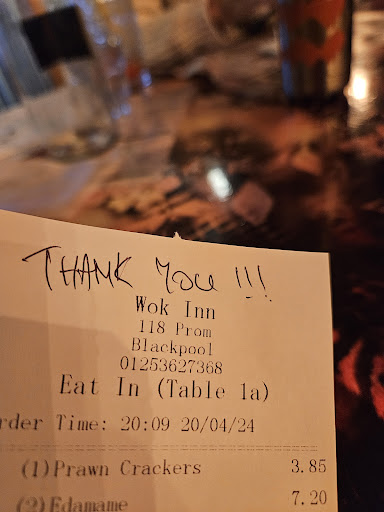 THANK YOU !!!
Wok Inn
118 Prom
Blackpool
01253627368
Eat In (Table 1a)
rder Time: 20:09 20/04/24
(1)Prawn Crackers 3.85
(2)Edamame 7.20